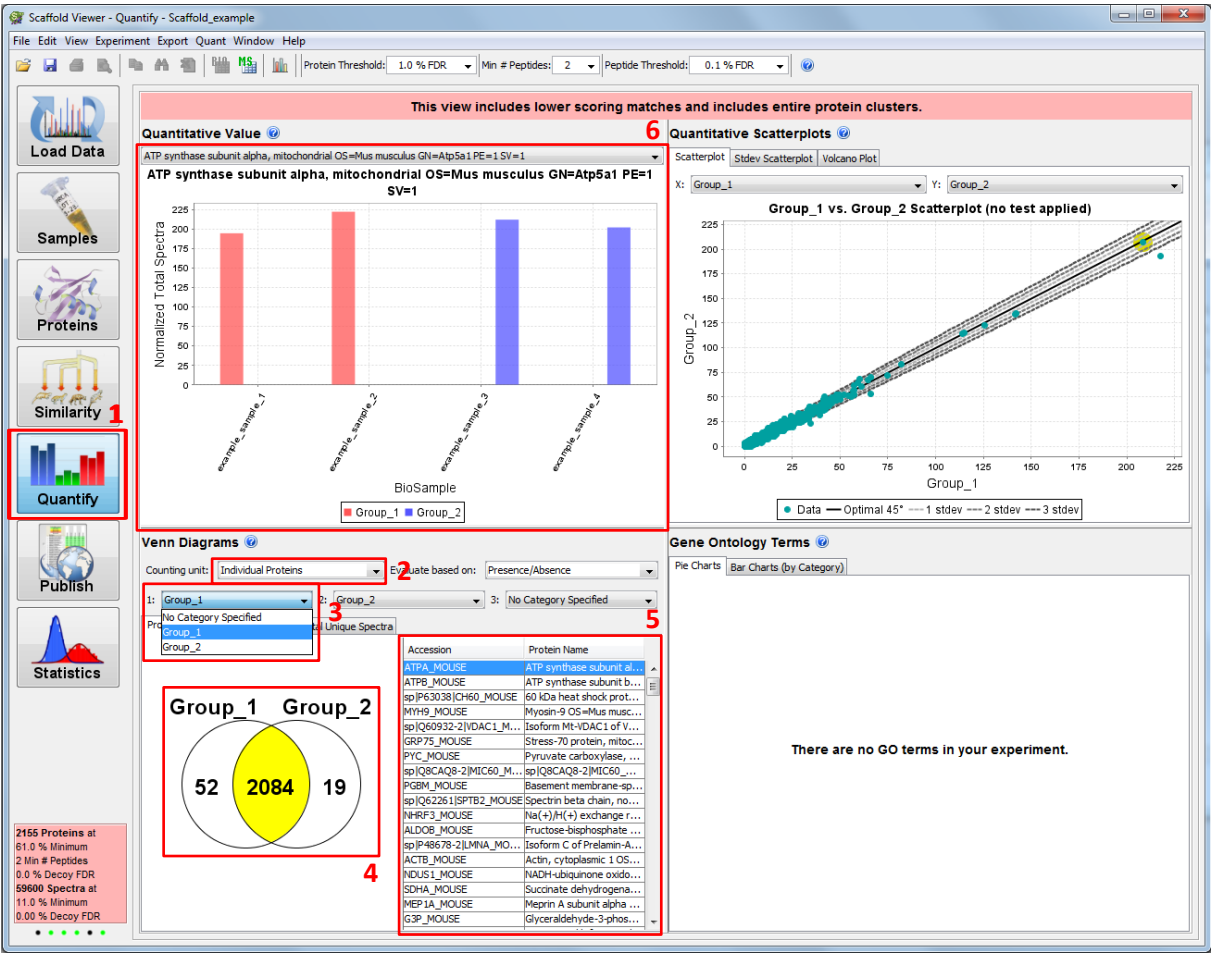 Scaffold Viewer - Quantify - Scaffold_example
File Edit View Experiment Export Quant Window Help
Protein Threshold: 1.0 % FDR Min # Peptides: 2 Peptide Threshold: 0.1 % FDR
Load Data
Samples
Proteins
Similarity
1
Quantify
Publish
Statistics
2155 Proteins at
61.0 % Minimum
2 Min # Peptides
0.0 % Decoy FDR
59600 Spectra at
11.0 % Minimum
0.00 % Decoy FDR
This view includes lower scoring matches and includes entire protein clusters.
Quantitative Value
6
ATP synthase subunit alpha, mitochondrial OS=Mus musculus GN=Atp5a1 PE=1 SV=1
ATP synthase subunit alpha, mitochondrial OS=Mus musculus GN=Atp5a1 PE=1
SV=1
Normalized Total Spectra
225
200
175
150
125
100
75
50
25
0
example_sample_1
example_sample_2
example_sample_3
example_sample_4
BioSample
Group_1 Group_2
Quantitative Scatterplots
Scatterplot Stdev Scatterplot Volcano Plot
X: Group_1 Y: Group_2
Group_1 vs. Group_2 Scatterplot (no test applied)
Group_2
225
200
175
150
125
100
75
50
25
0
0 25 50 75 100 125 150 175 200 225
Group_1
Data Optimal 45° 1 stdev 2 stdev 3 stdev
Venn Diagrams
Counting unit: Individual Proteins 2 Evaluate based on: Presence/Absence
1: Group_1 2: Group_2 3: No Category Specified
3
5
No Category Specified
Group_1
Group_2
Unique Spectra
Group_1 Group_2
52 2084 19
4
Accession Protein Name
ATPA_MOUSE ATP synthase subunit al...
ATPB_MOUSE ATP synthase subunit b...
sp|P63038|CH60_MOUSE 60 kDa heat shock prot...
MYH9_MOUSE Myosin-9 OS=Mus musc...
sp|Q60932-2|VDAC1_M... Isoform Mt-VDAC1 of V...
GRP75_MOUSE Stress-70 protein, mitoc...
PYC_MOUSE Pyruvate carboxylase, ...
sp|Q8CAQ8-2|MIC60_M... sp|Q8CAQ8-2|MIC60_...
PGBM_MOUSE Basement membrane-sp...
sp|Q62261|SPTB2_MOUSE Spectrin beta chain, no...
NHRF3_MOUSE Na(+)/H(+) exchange r...
ALDOB_MOUSE Fructose-bisphosphate ...
sp|P48678-2|LMNA_MO... Isoform C of Prelamin-A...
ACTB_MOUSE Actin, cytoplasmic 1 OS...
NDUS1_MOUSE NADH-ubiquinone oxido...
SDHA_MOUSE Succinate dehydrogena...
MEP1A_MOUSE Meprin A subunit alpha ...
G3P_MOUSE Glyceraldehyde-3-phos...
Gene Ontology Terms
Pie Charts Bar Charts (by Category)
There are no GO terms in your experiment.